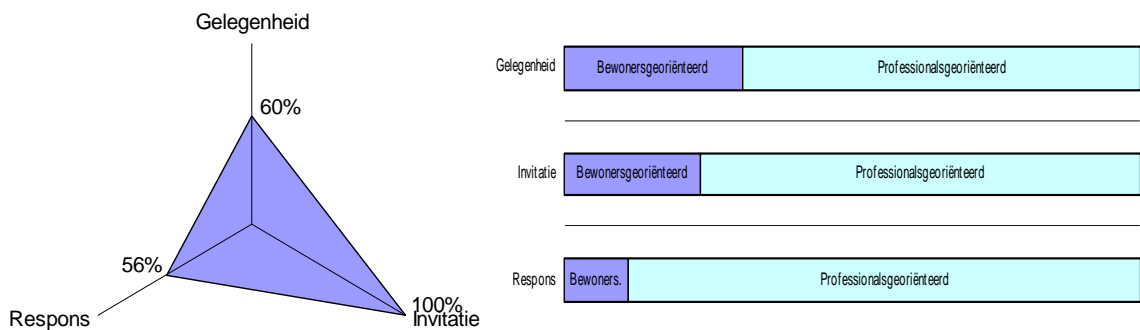 Gelegenheid
60%
56%
Respons
100%
Invitatie
Gelegenheid
Bewonersgeoriënteerd
Professionalsgeoriënteerd
Invitatie
Bewonersgeoriënteerd
Professionalsgeoriënteerd
Respons
Bewoners.
Professionalsgeoriënteerd